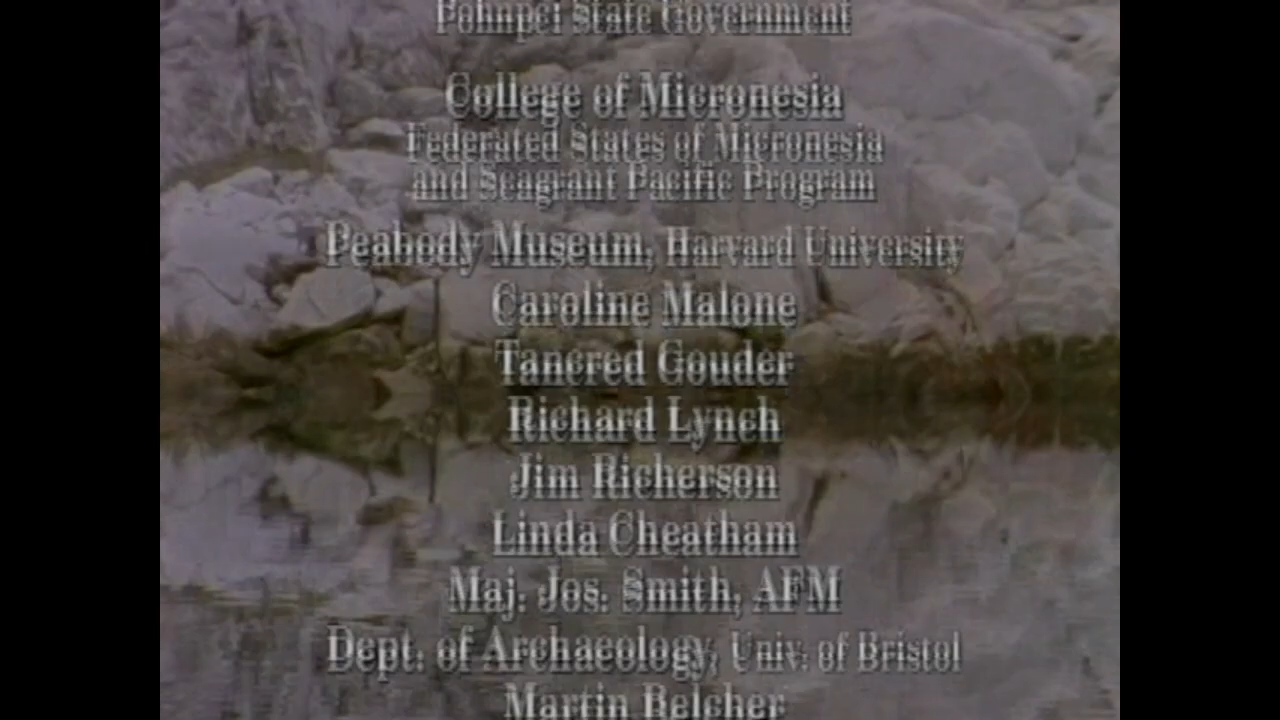 Pohnpei State Government
College of Micronesia
Federated States of Micronesia
and Seagrant Pacific Program
Peabody Museum, Harvard University
Caroline Malone
Tancred Gouder
Richard Lynch
Jim Richerson
Linda Cheatham
Maj. Jos. Smith, AFM
Dept. of Archaeology, Univ. of Bristol
Martin Belcher